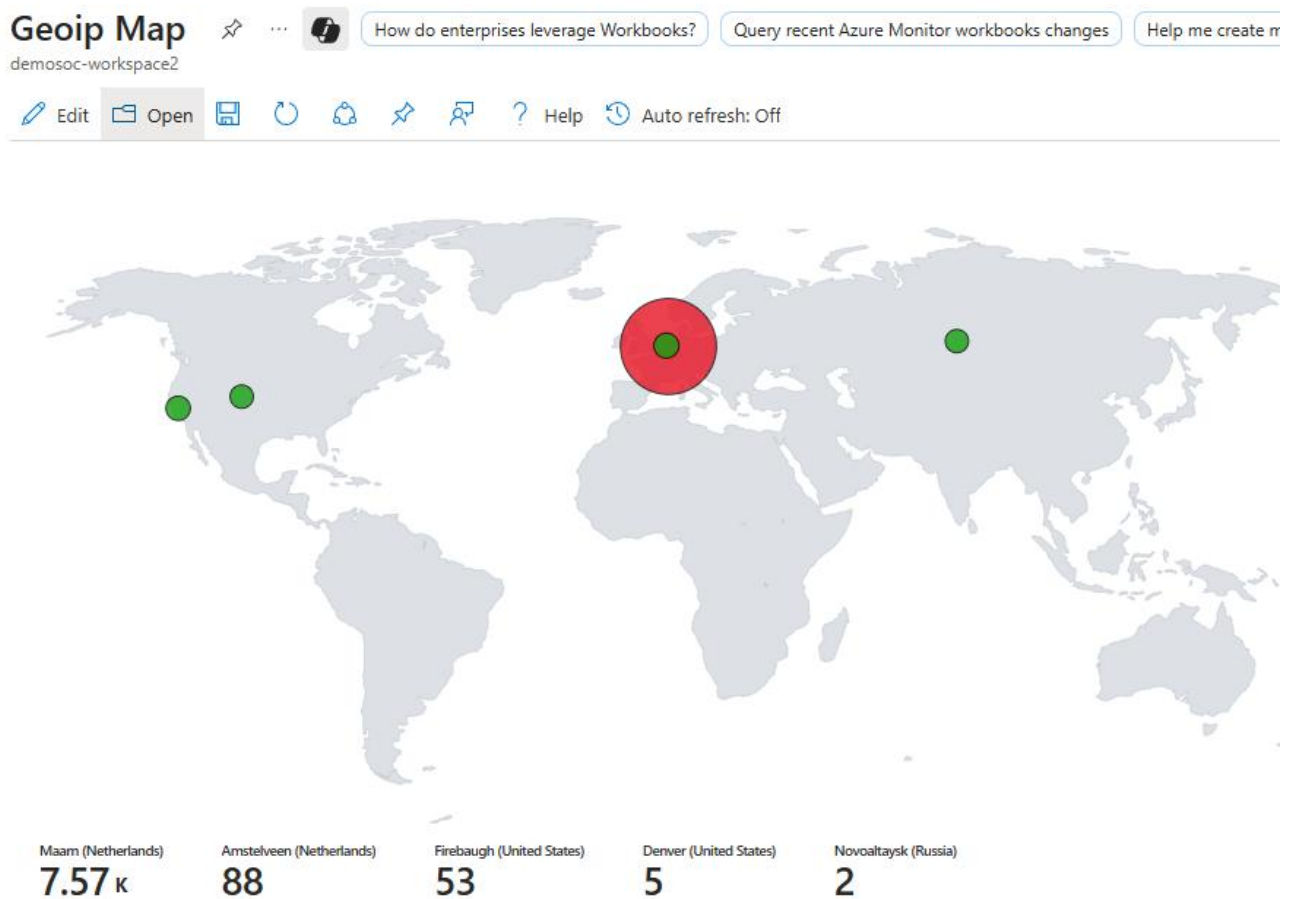 Geoip Map
How do enterprises leverage Workbooks?
Query recent Azure Monitor workbooks changes
Help me create m
demosoc-workspace2
Edit
Open
Help
Auto refresh: Off
Maarn (Netherlands)
Amstelveen (Netherlands)
Firebaugh (United States)
Denver (United States)
Novoaltaysk (Russia)
7.57 K
88
53
5
2